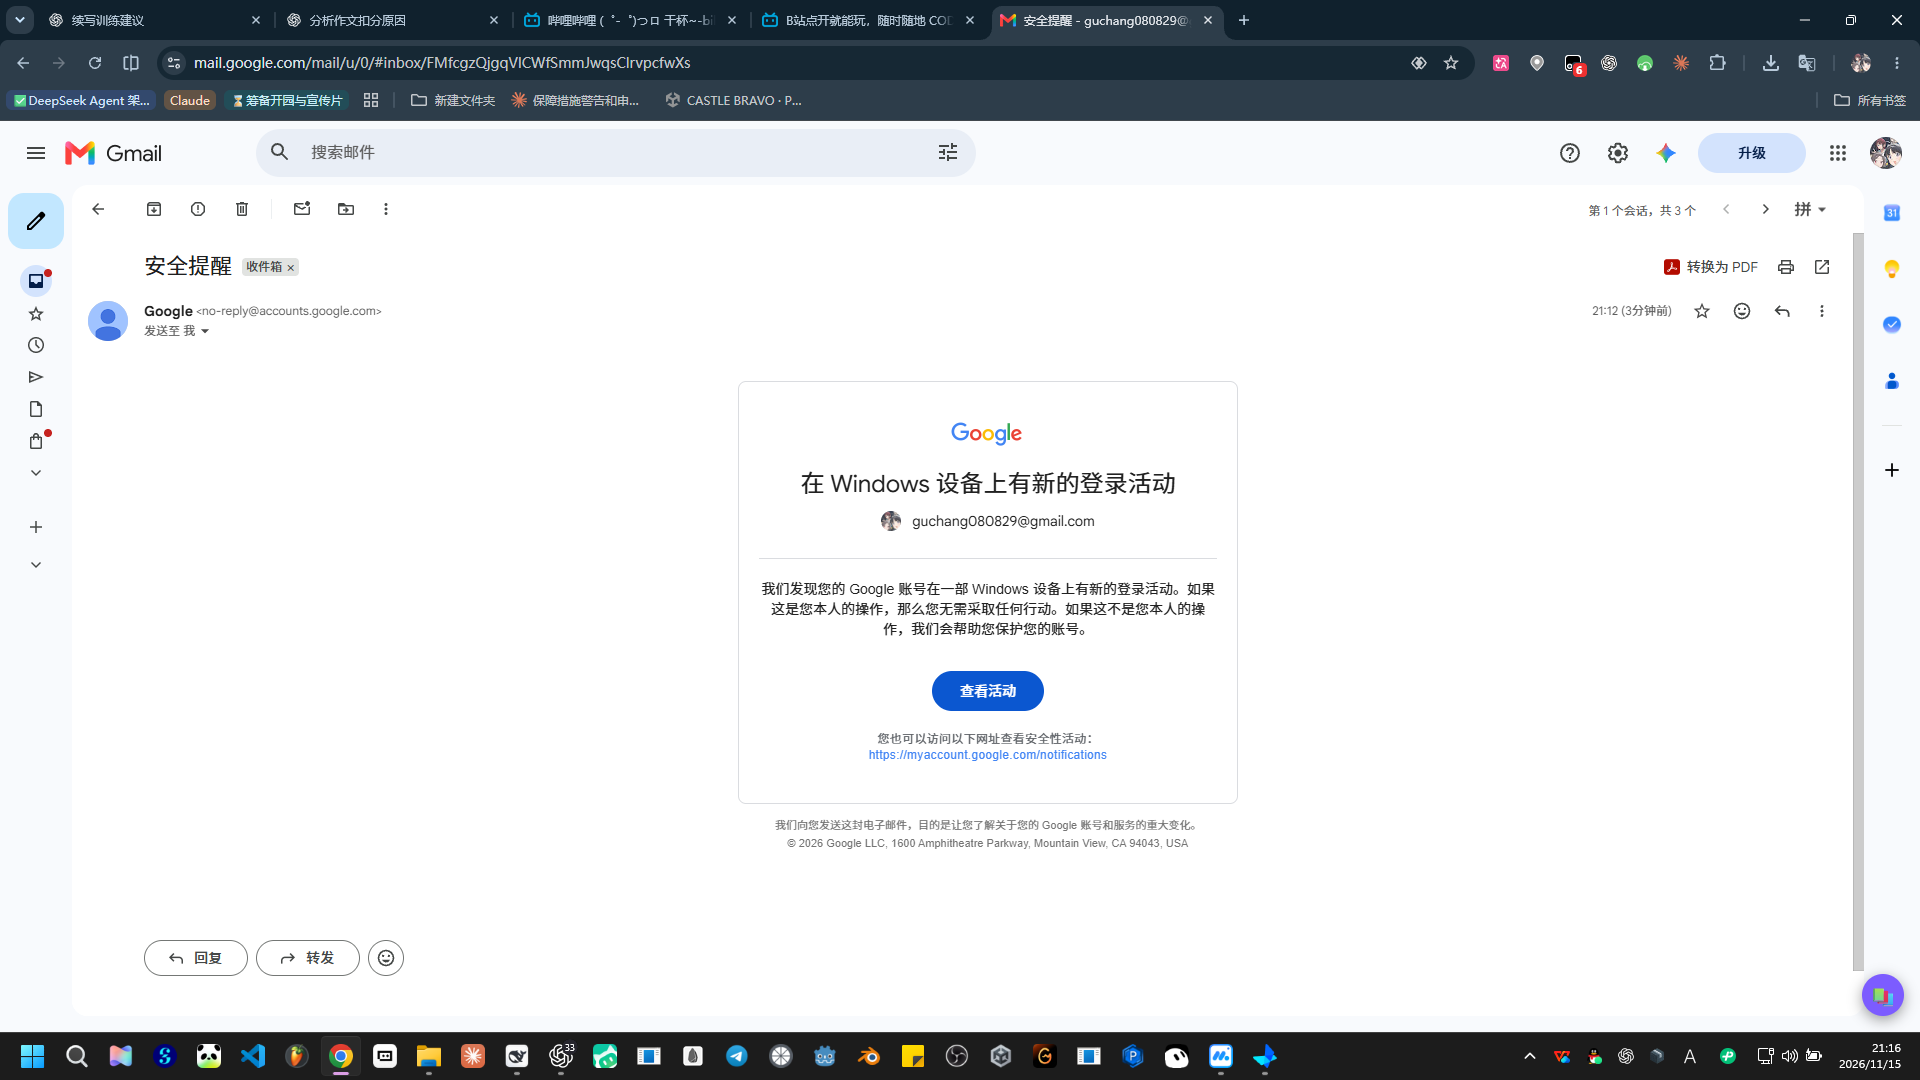 续写训练建议
分析作文扣分原因
哔哩哔哩 (゜-゜)つロ 干杯~-bil
B站点开就能玩，随时随地 COD
安全提醒 - guchang080829@
mail.google.com/mail/u/0/#inbox/FMfcgzQjgqVlCWfSmmJwqsClrvpcfwXs
6
✅DeepSeek Agent 架...
Claude
⌛筹备开园与宣传片
新建文件夹
保障措施警告和申...
CASTLE BRAVO · P...
所有书签
Gmail
搜索邮件
升级
第 1 个会话，共 3 个
拼
31
安全提醒
收件箱 ×
转换为 PDF
Google <no-reply@accounts.google.com>
21:12 (3分钟前)
发送至 我
Google
在 Windows 设备上有新的登录活动
guchang080829@gmail.com
我们发现您的 Google 账号在一部 Windows 设备上有新的登录活动。如果
这是您本人的操作，那么您无需采取任何行动。如果这不是您本人的操
作，我们会帮助您保护您的账号。
查看活动
您也可以访问以下网址查看安全性活动：
https://myaccount.google.com/notifications
我们向您发送这封电子邮件，目的是让您了解关于您的 Google 账号和服务的重大变化。
© 2026 Google LLC, 1600 Amphitheatre Parkway, Mountain View, CA 94043, USA
回复
转发
33
A
21:16
2026/11/15